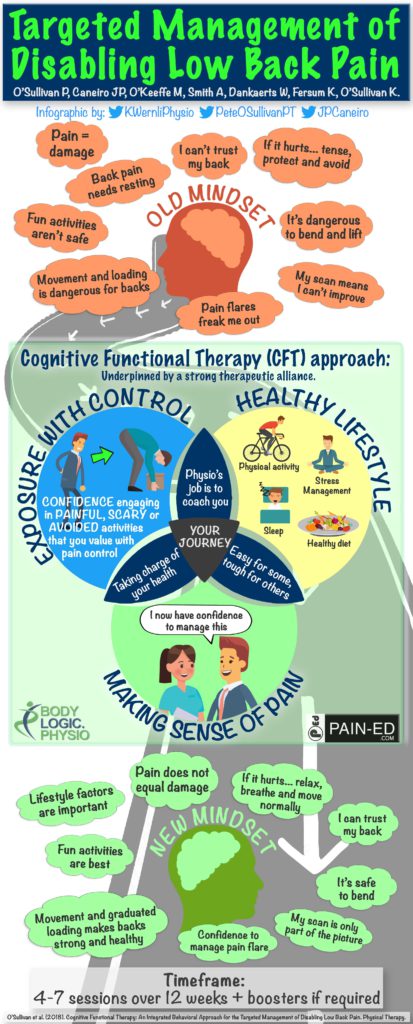 Targeted Management of
Disabling Low Back Pain
O'Sullivan P, Caneiro JP, O'Keeffe M, Smith A, Dankaerts W, Fersum K, O'Sullivan K.
Infographic by: KWernliPhysio PeteOSullivanPT JPCaneiro
Pain =
damage
I can't trust
my back
If it hurts... tense,
protect and avoid
Back pain
needs resting
OLD MINDSET
Fun activities
aren't safe
It's dangerous
to bend and lift
Movement and loading
is dangerous for backs
My scan means
I can't improve
Pain flares
freak me out
Cognitive Functional Therapy (CFT) approach:
Underpinned by a strong therapeutic alliance.
EXPOSURE WITH CONTROL
HEALTHY LIFESTYLE
CONFIDENCE engaging
in PAINFUL, SCARY or
AVOIDED activities
that you value with
pain control
Physio's
job is to
coach you
Physical activity
Stress
Management
Sleep
Healthy diet
YOUR
JOURNEY
Taking charge of
your health
Easy for some,
tough for others
I now have confidence
to manage this
MAKING SENSE OF PAIN
BODY
LOGIC.
PHYSIO
PAIN-ED
.COM
Pain does not
equal damage
If it hurts... relax,
breathe and move
normally
Lifestyle factors
are important
NEW MINDSET
I can trust
my back
Fun activities
are best
It's safe
to bend
Movement and graduated
loading makes backs
strong and healthy
Confidence to
manage pain flare
My scan is only
part of the picture
Timeframe:
4-7 sessions over 12 weeks + boosters if required
O'Sullivan et al. (2018). Cognitive Functional Therapy: An Integrated Behavioral Approach for the Targeted Management of Disabling Low Back Pain. Physical Therapy.